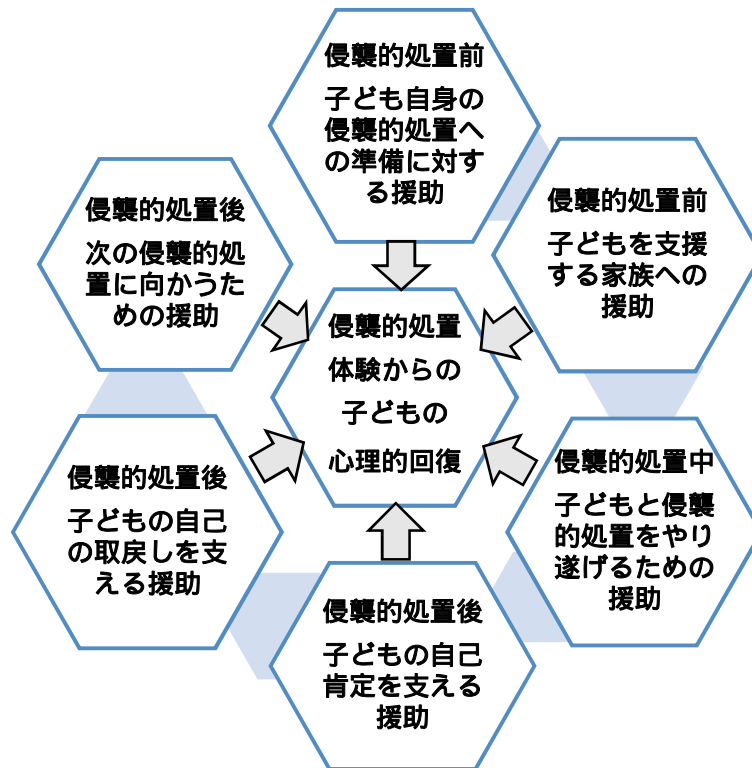 侵襲的処置前
子ども自身の
侵襲的処置へ
の準備に対す
る援助
侵襲的処置前
子どもを支援
する家族への
援助
侵襲的処置中
子どもと侵襲
的処置をやり
遂げるための
援助
侵襲的処置後
子どもの自己
肯定を支える
援助
侵襲的処置後
子どもの自己
の取戻しを支
える援助
侵襲的処置後
次の侵襲的処
置に向かうた
めの援助
侵襲的処置
体験からの
子どもの
心理的回復